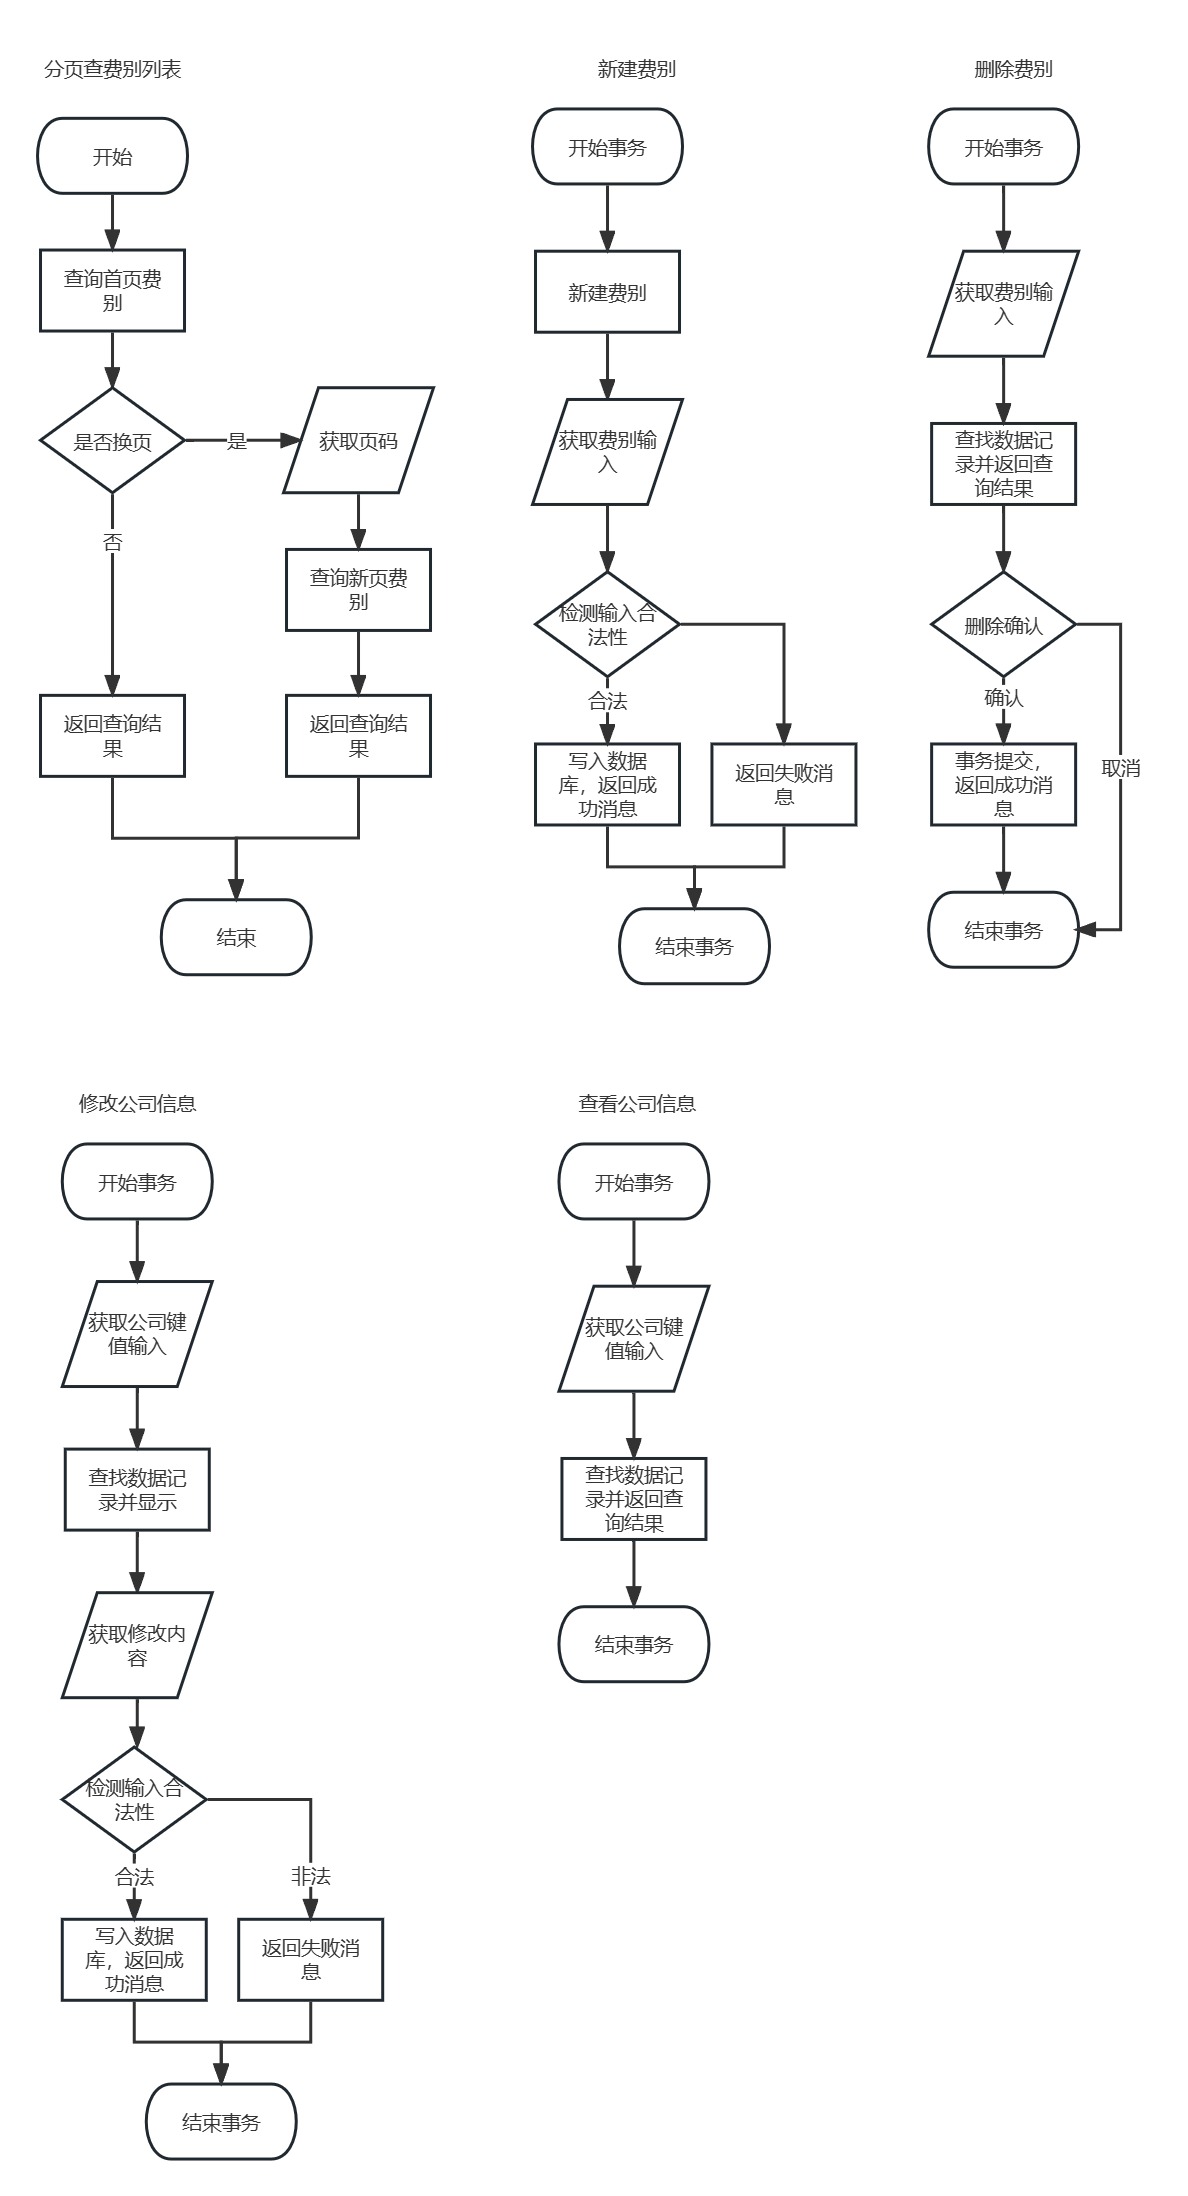 分页查费别列表
开始
查询首页费
别
是否换页
是
否
获取页码
查询新页费
别
返回查询结
果
返回查询结
果
结束
新建费别
开始事务
新建费别
获取费别输
入
检测输入合
法性
合法
写入数据
库，返回成
功消息
返回失败消
息
结束事务
删除费别
开始事务
获取费别输
入
查找数据记
录并返回查
询结果
删除确认
确认
取消
事务提交，
返回成功消
息
结束事务
修改公司信息
开始事务
获取公司键
值输入
查找数据记
录并显示
获取修改内
容
检测输入合
法性
合法
非法
写入数据
库，返回成
功消息
返回失败消
息
结束事务
查看公司信息
开始事务
获取公司键
值输入
查找数据记
录并返回查
询结果
结束事务